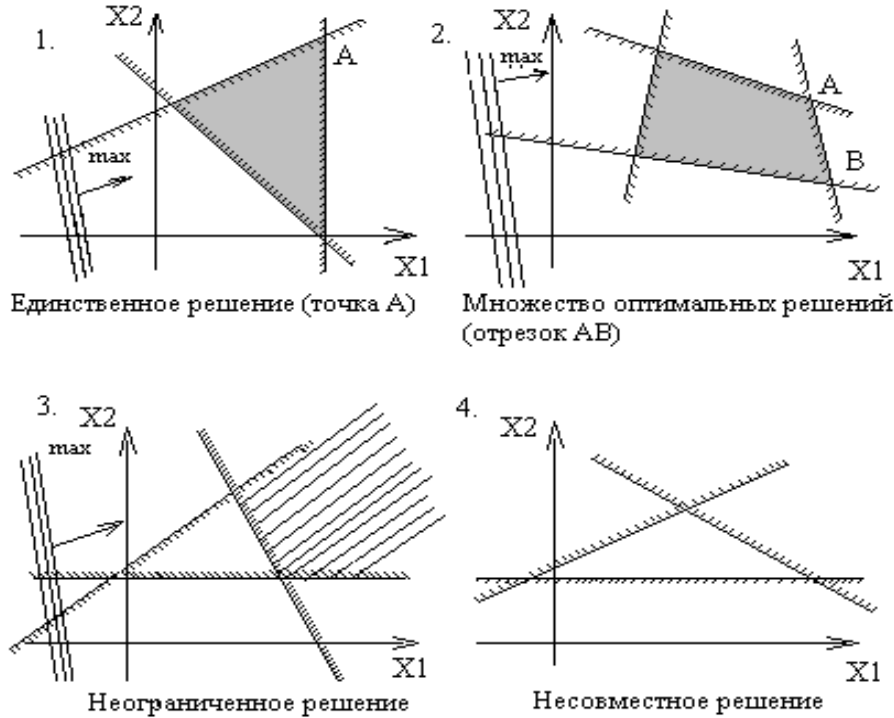 1.
X2
A
max
X1
Единственное решение (точка А)
2.
X2
max
A
B
X1
Множество оптимальных решений
(отрезок АВ)
3.
X2
max
X1
Неограниченное решение
4.
X2
X1
Несовместное решение